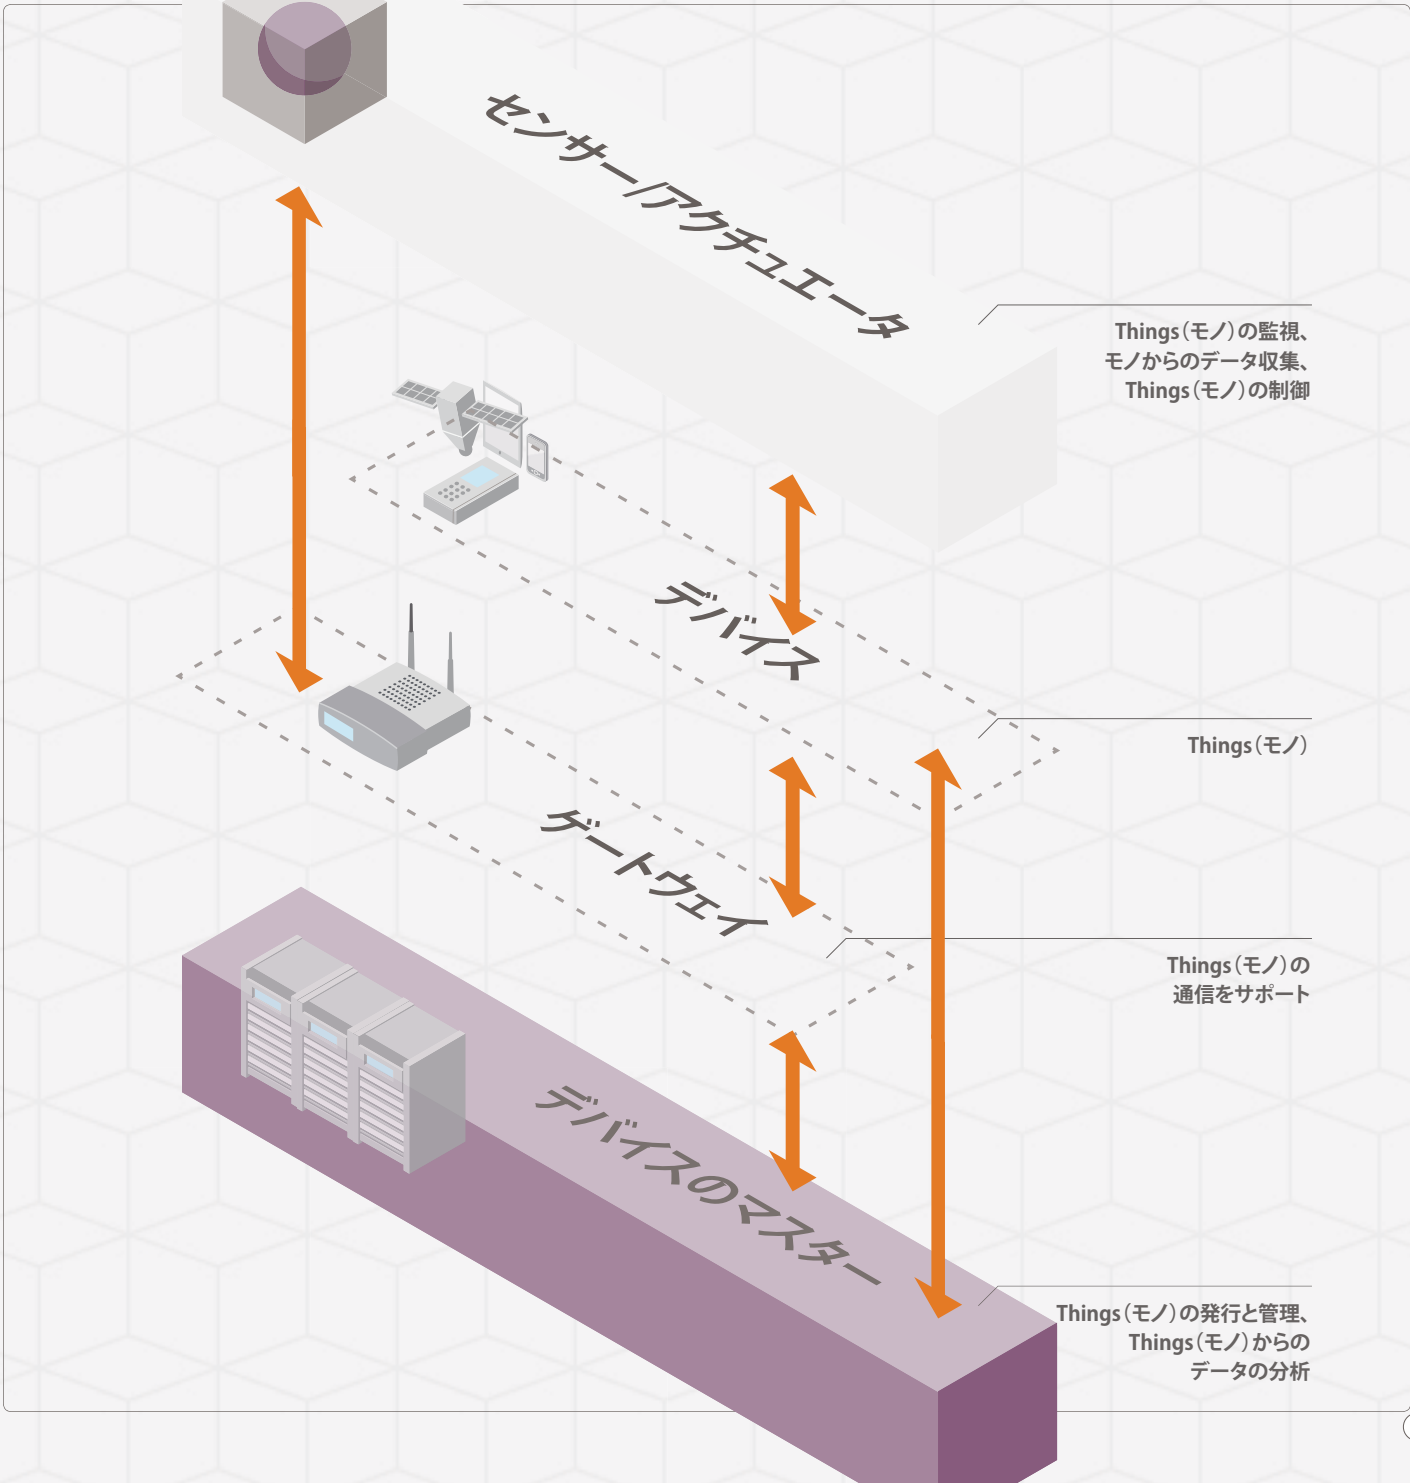 センサー/アクチュエータ
Things（モノ）の監視、
モノからのデータ収集、
Things（モノ）の制御
デバイス
Things（モノ）
ゲートウェイ
Things（モノ）の
通信をサポート
デバイスのマスター
Things（モノ）の発行と管理、
Things（モノ）からの
データの分析